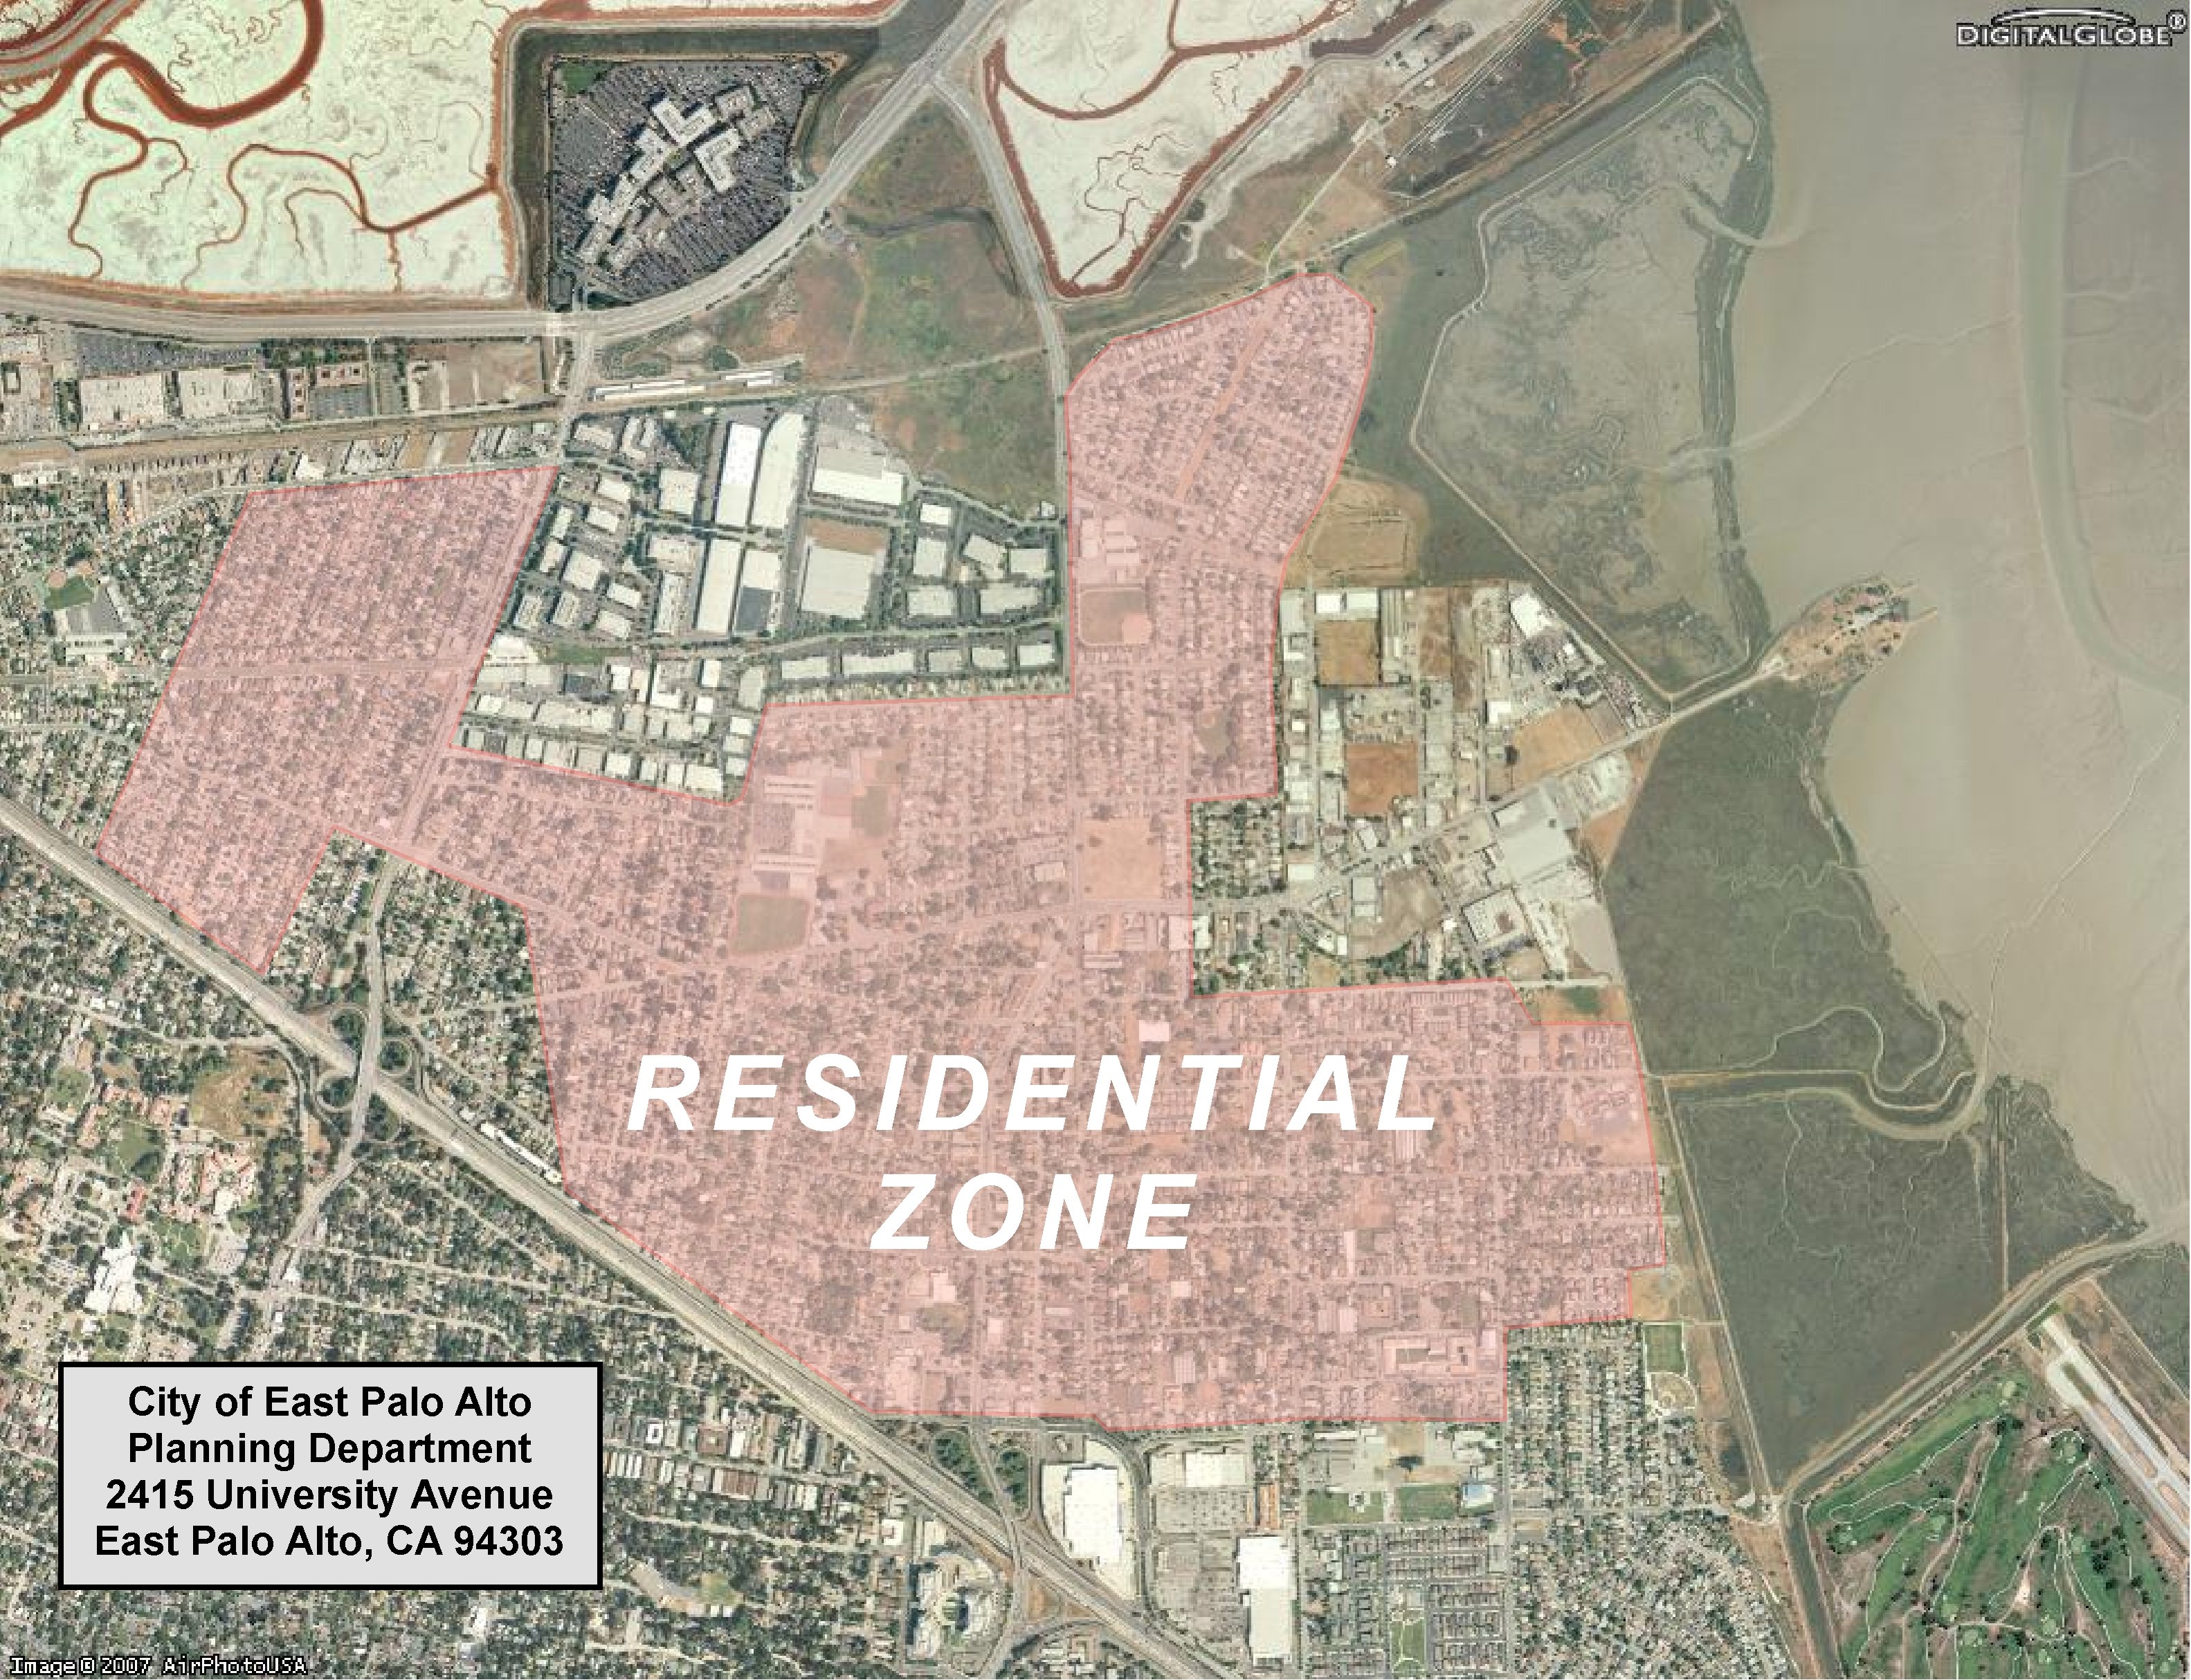 DIGITALGLOBE®
RESIDENTIAL
ZONE
City of East Palo Alto
Planning Department
2415 University Avenue
East Palo Alto, CA 94303
Image © 2007 AirPhotoUSA